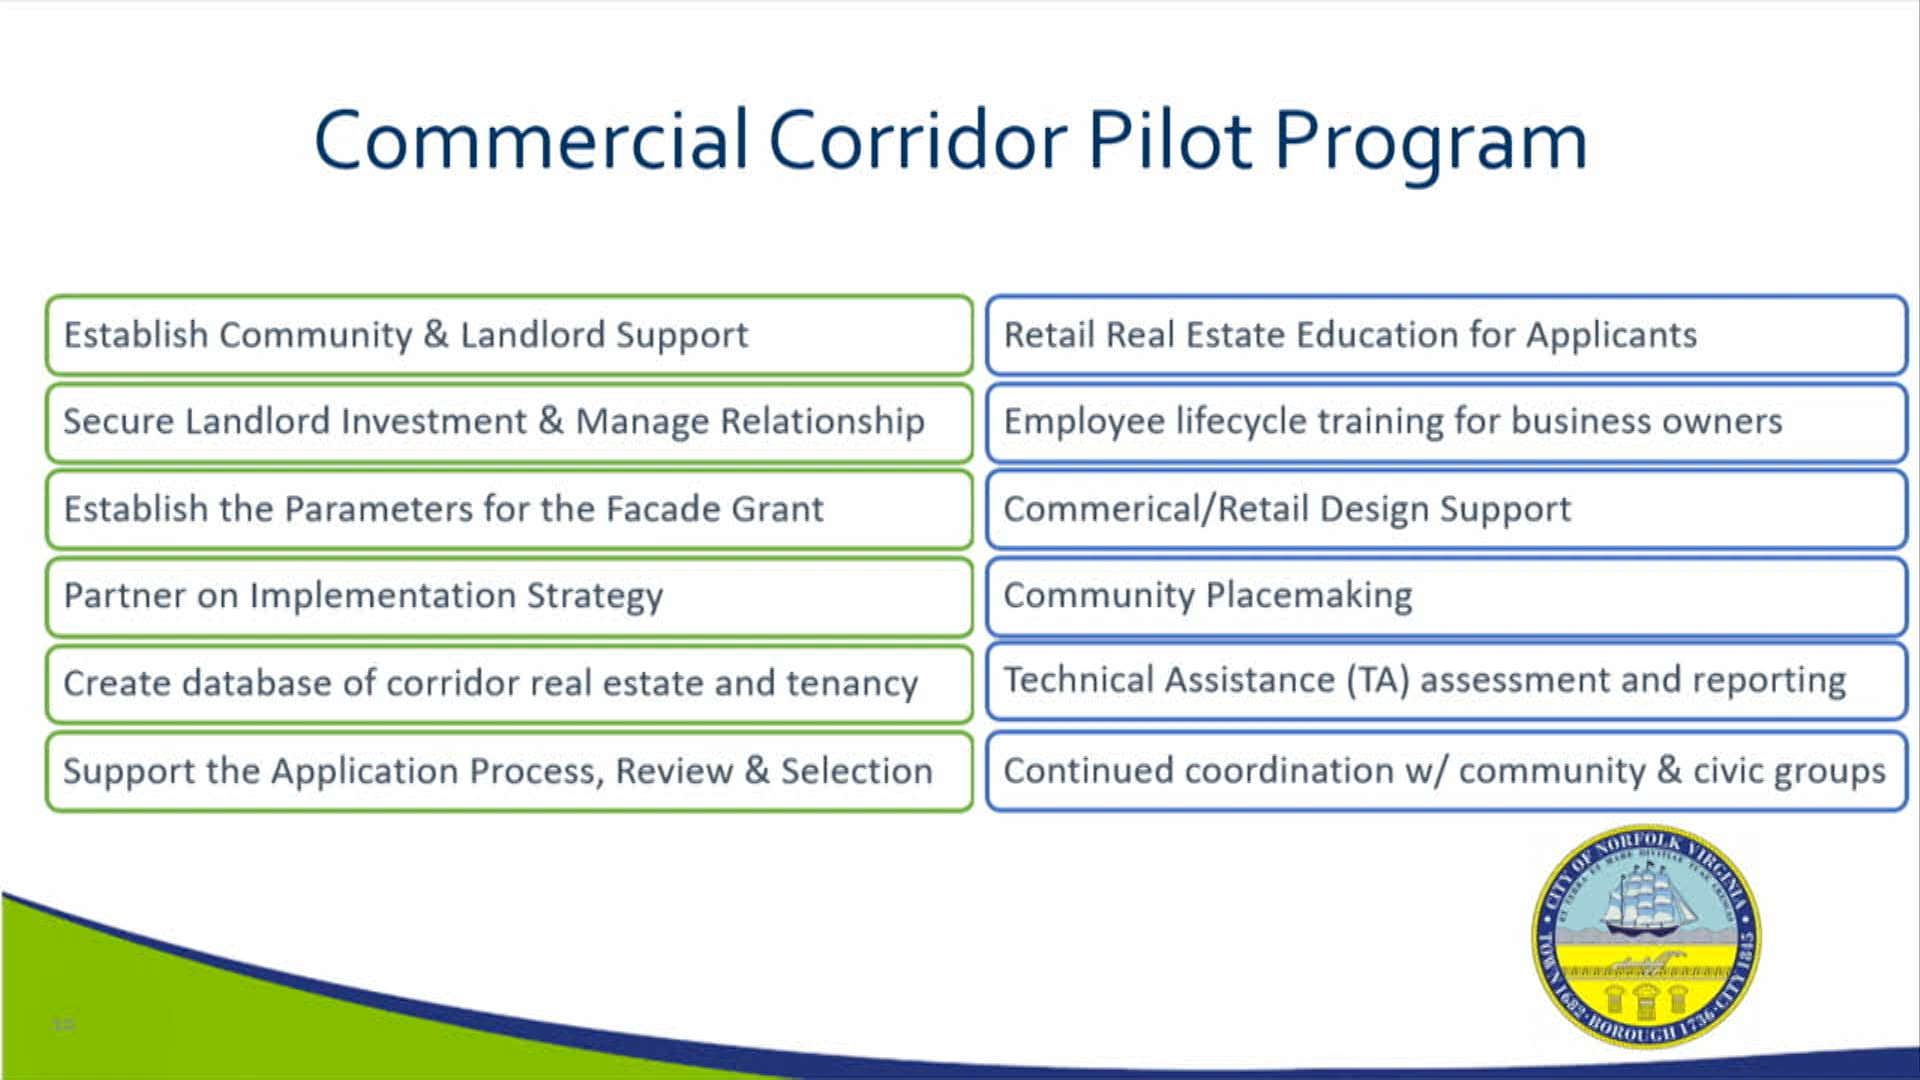 Commercial Corridor Pilot Program
Establish Community & Landlord Support
Secure Landlord Investment & Manage Relationship
Establish the Parameters for the Facade Grant
Partner on Implementation Strategy
Create database of corridor real estate and tenancy
Support the Application Process, Review & Selection
Retail Real Estate Education for Applicants
Employee lifecycle training for business owners
Commerical/Retail Design Support
Community Placemaking
Technical Assistance (TA) assessment and reporting
Continued coordination w/ community & civic groups
CITY OF NORFOLK VIRGINIA
TOWN 1682 · BOROUGH 1736 · CITY 1845